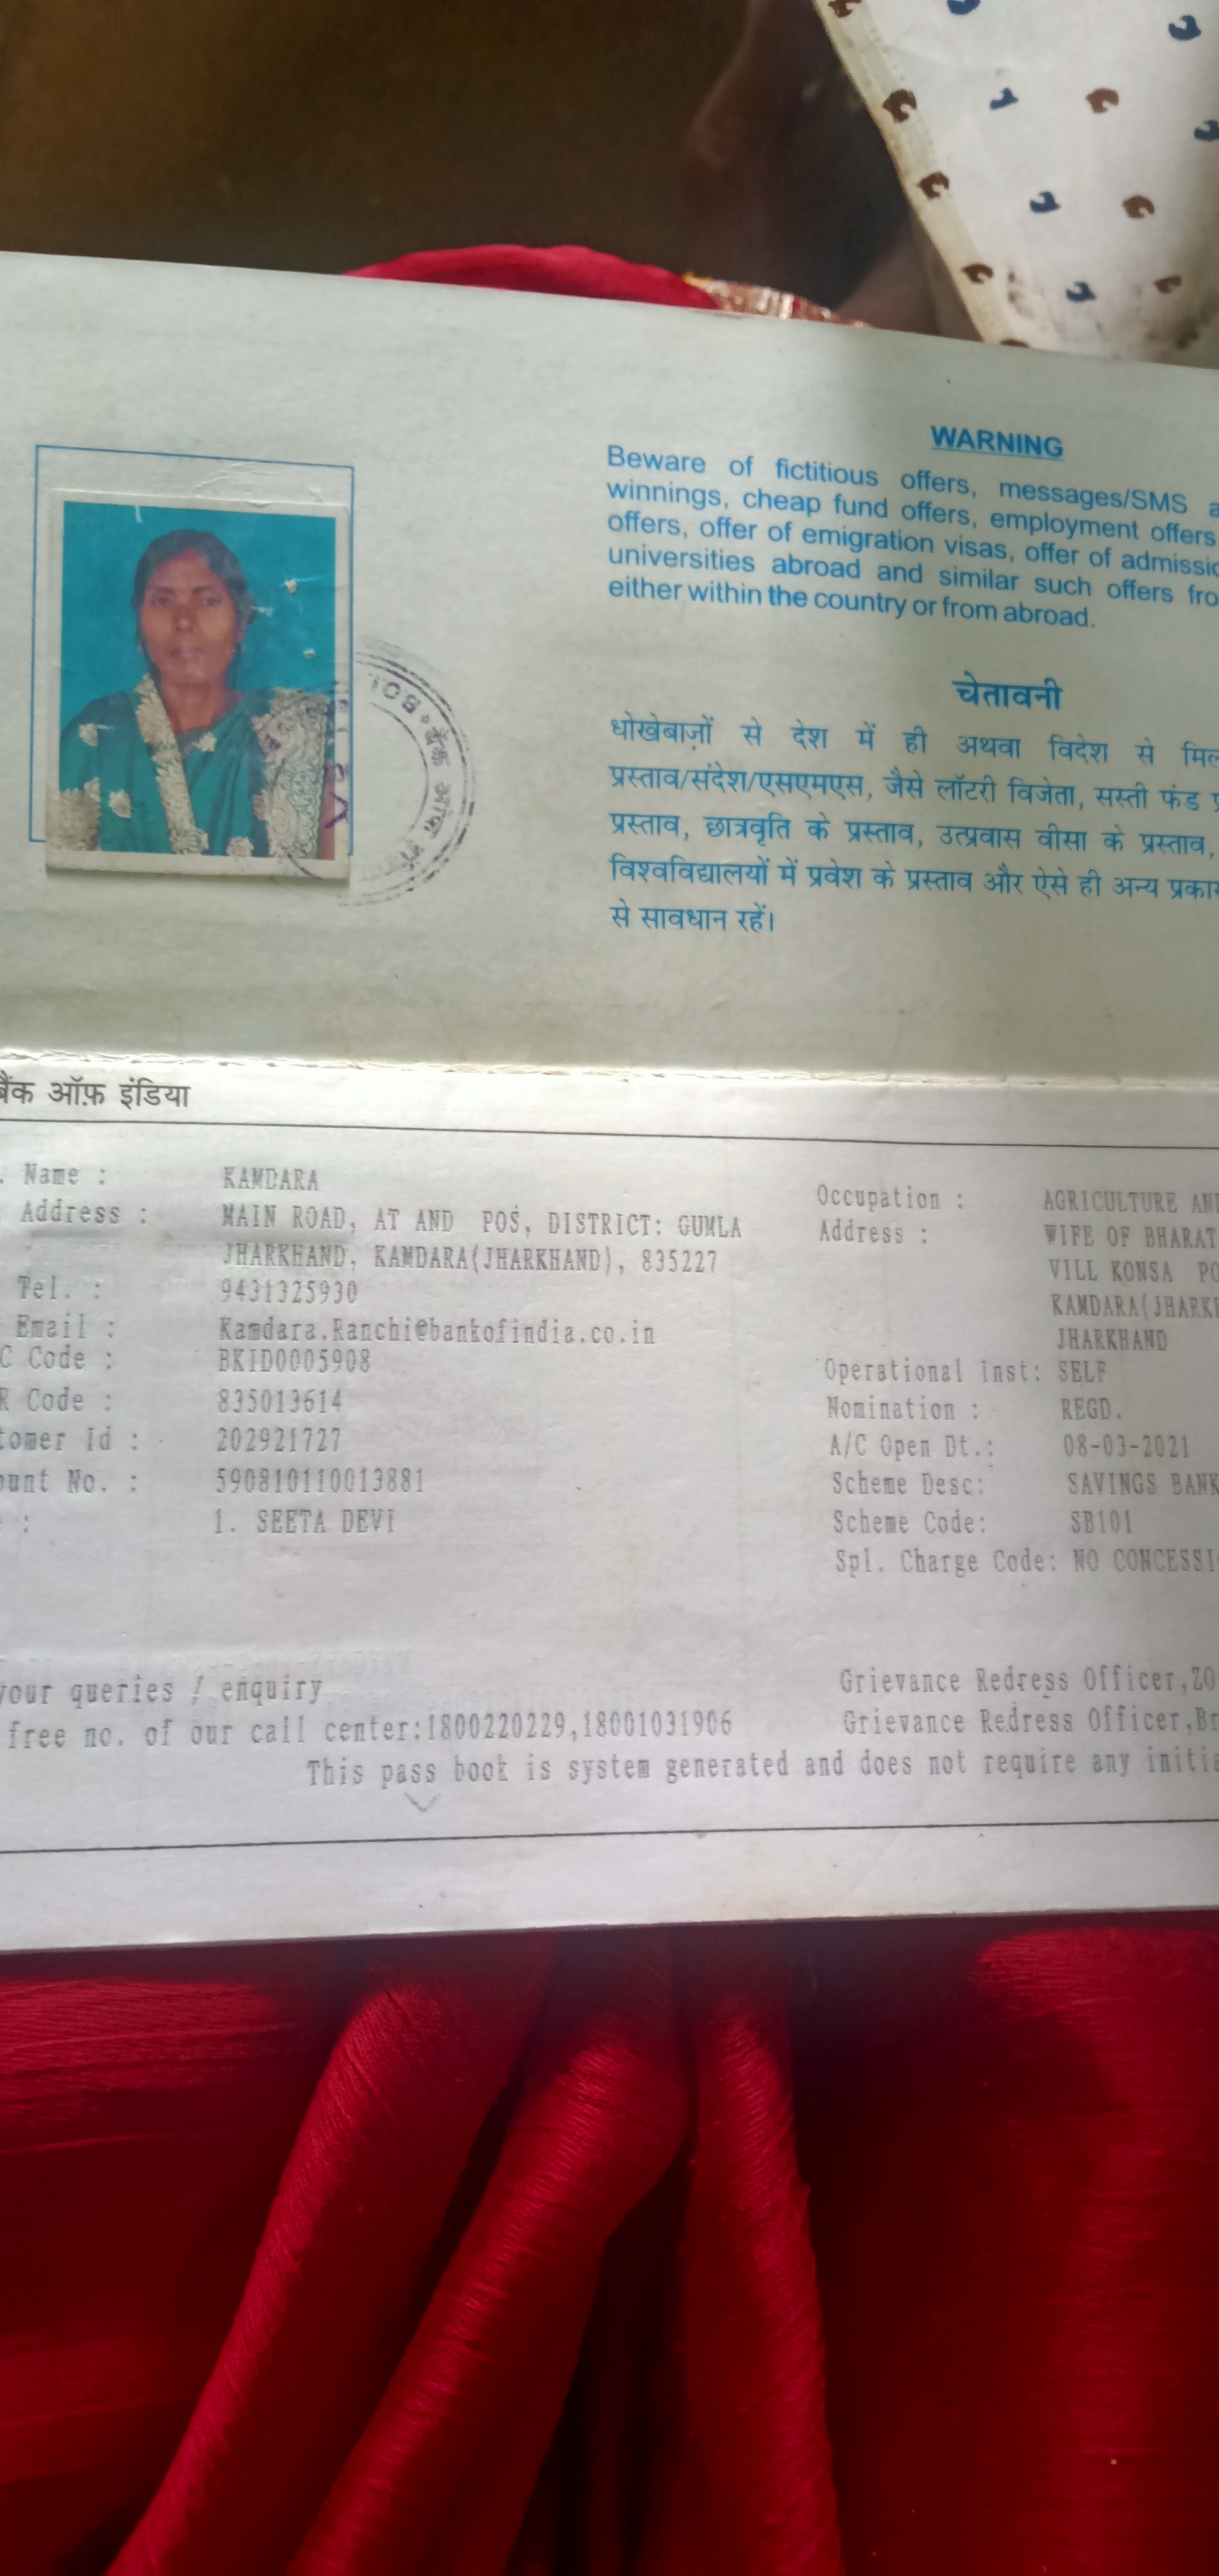 WARNING
Beware of fictitious offers, messages/SMS
winnings, cheap fund offers, employment offers
offers, offer of emigration visas, offer of
universities abroad and similar such offers
either within the country or from abroad.
चेतावनी
धोखेबाज़ों से देश में ही अथवा विदेश से
प्रस्ताव/संदेश/एसएमएस, जैसे लॉटरी विजेता, सस्ती फंड
प्रस्ताव, छात्रवृति के प्रस्ताव, उत्प्रवास वीसा के प्रस्ताव,
विश्वविद्यालयों में प्रवेश के प्रस्ताव और ऐसे ही अन्य
से सावधान रहें।
BOI
बैंक ऑफ़ इंडिया
Name : KAMDARA
Address : MAIN ROAD, AT AND POS, DISTRICT: GUMLA
JHARKHAND, KAMDARA(JHARKHAND), 835227
Tel. : 9431325930
Email : Kamdara.Ranchi@bankofindia.co.in
C Code : BKID0005908
R Code : 835013614
tomer Id : 202921727
ount No. : 590810110013881
: 1. SEETA DEVI
Occupation : AGRICULTURE
Address : WIFE OF BHARAT
VILL KONSA PO
KAMDARA(JHARKH
JHARKHAND
Operational Inst: SELF
Nomination : REGD.
A/C Open Dt.: 08-03-2021
Scheme Desc: SAVINGS BANK
Scheme Code: SB101
Spl. Charge Code: NO CONCESSI
your queries / enquiry
free no. of our call center:1800220229,18001031906
Grievance Redress Officer,ZO
Grievance Redress Officer,Br
This pass book is system generated and does not require any initia